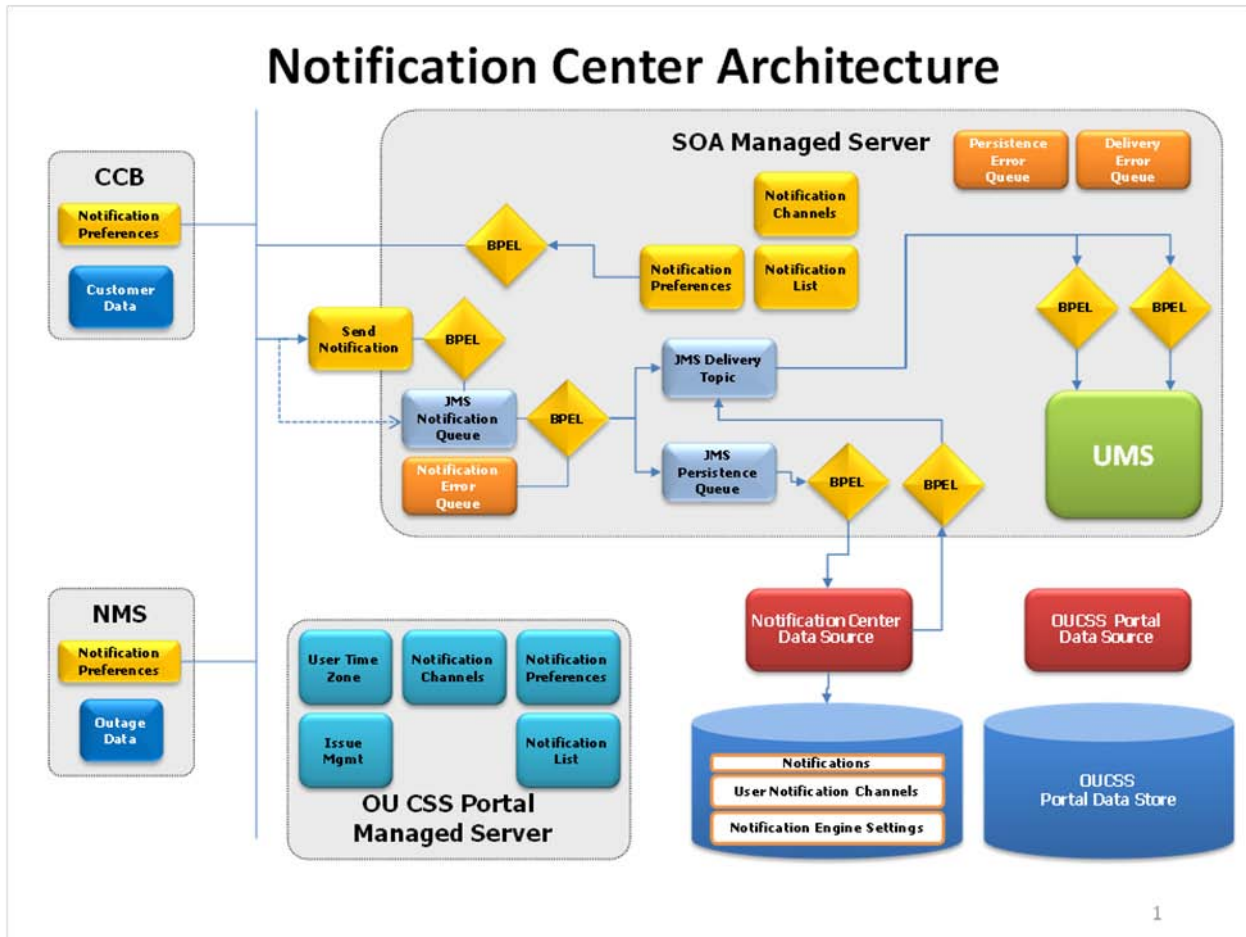 Notification Center Architecture
CCB
Notification
Preferences
Customer
Data
SOA Managed Server
Persistence
Error
Queue
Delivery
Error
Queue
Notification
Channels
BPEL
Notification
Preferences
Notification
List
BPEL
BPEL
Send
Notification
BPEL
JMS Delivery
Topic
JMS
Notification
Queue
BPEL
Notification
Error
Queue
JMS
Persistence
Queue
BPEL
BPEL
UMS
NMS
Notification
Preferences
Outage
Data
User Time
Zone
Notification
Channels
Notification
Preferences
Issue
Mgmt
Notification
List
OU CSS Portal
Managed Server
Notification Center
Data Source
OUCSS Portal
Data Source
Notifications
User Notification Channels
Notification Engine Settings
OUCSS
Portal Data Store
1